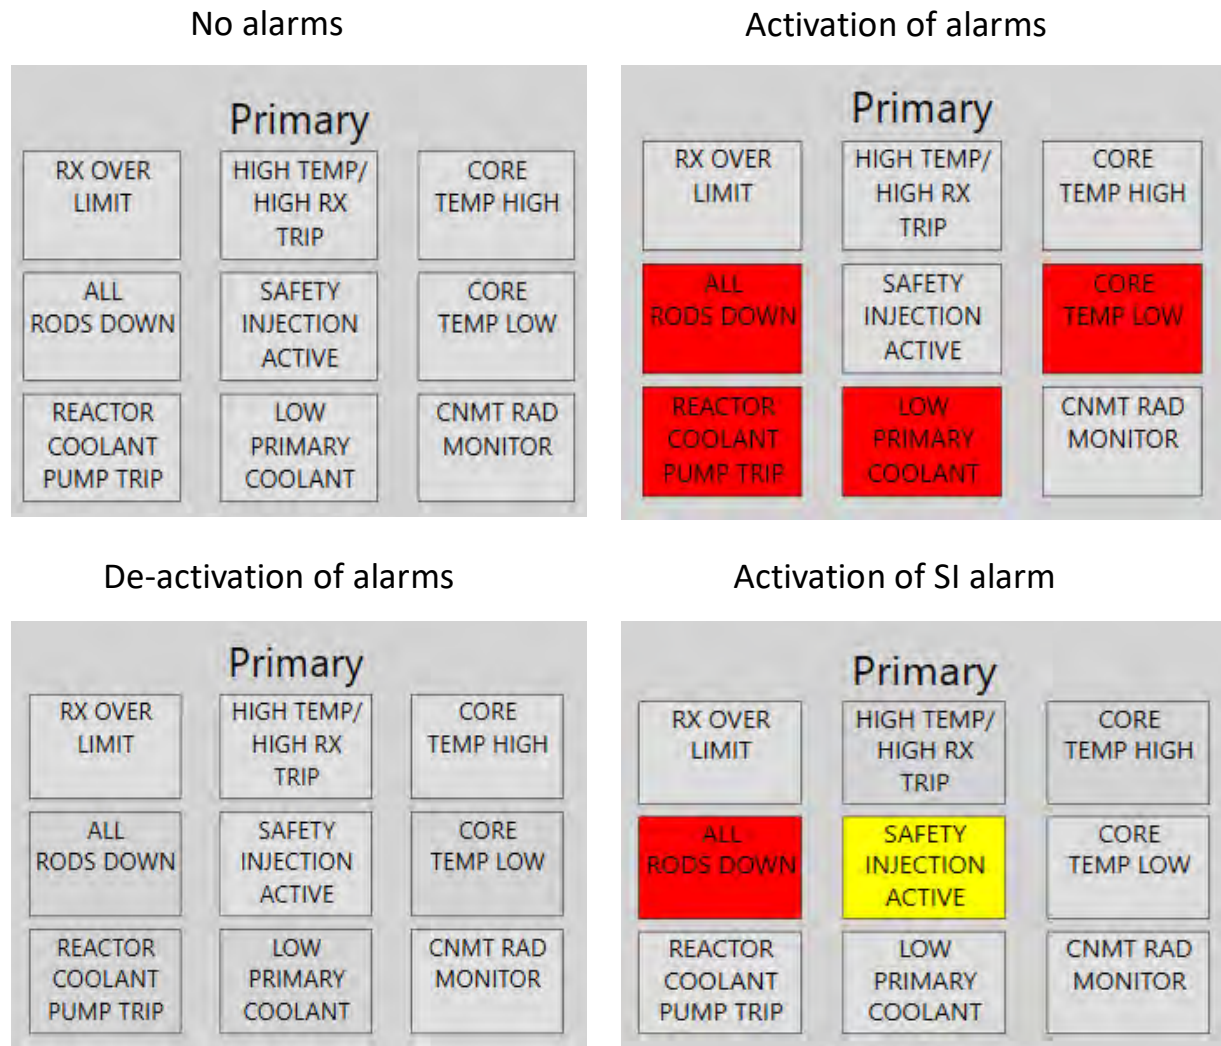 No alarms
Primary
RX OVER
LIMIT
HIGH TEMP/
HIGH RX
TRIP
CORE
TEMP HIGH
ALL
RODS DOWN
SAFETY
INJECTION
ACTIVE
CORE
TEMP LOW
REACTOR
COOLANT
PUMP TRIP
LOW
PRIMARY
COOLANT
CNMT RAD
MONITOR
Activation of alarms
Primary
RX OVER
LIMIT
HIGH TEMP/
HIGH RX
TRIP
CORE
TEMP HIGH
ALL
RODS DOWN
SAFETY
INJECTION
ACTIVE
CORE
TEMP LOW
REACTOR
COOLANT
PUMP TRIP
LOW
PRIMARY
COOLANT
CNMT RAD
MONITOR
De-activation of alarms
Primary
RX OVER
LIMIT
HIGH TEMP/
HIGH RX
TRIP
CORE
TEMP HIGH
ALL
RODS DOWN
SAFETY
INJECTION
ACTIVE
CORE
TEMP LOW
REACTOR
COOLANT
PUMP TRIP
LOW
PRIMARY
COOLANT
CNMT RAD
MONITOR
Activation of SI alarm
Primary
RX OVER
LIMIT
HIGH TEMP/
HIGH RX
TRIP
CORE
TEMP HIGH
ALL
RODS DOWN
SAFETY
INJECTION
ACTIVE
CORE
TEMP LOW
REACTOR
COOLANT
PUMP TRIP
LOW
PRIMARY
COOLANT
CNMT RAD
MONITOR